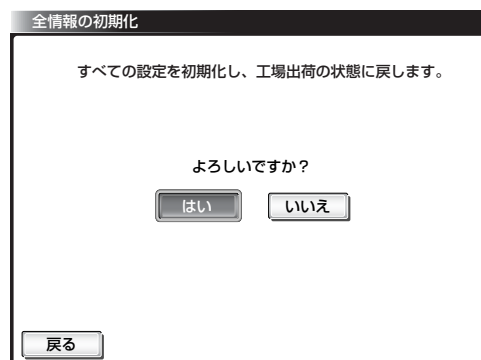 全情報の初期化
すべての設定を初期化し、工場出荷の状態に戻します。
よろしいですか？
はい いいえ
戻る